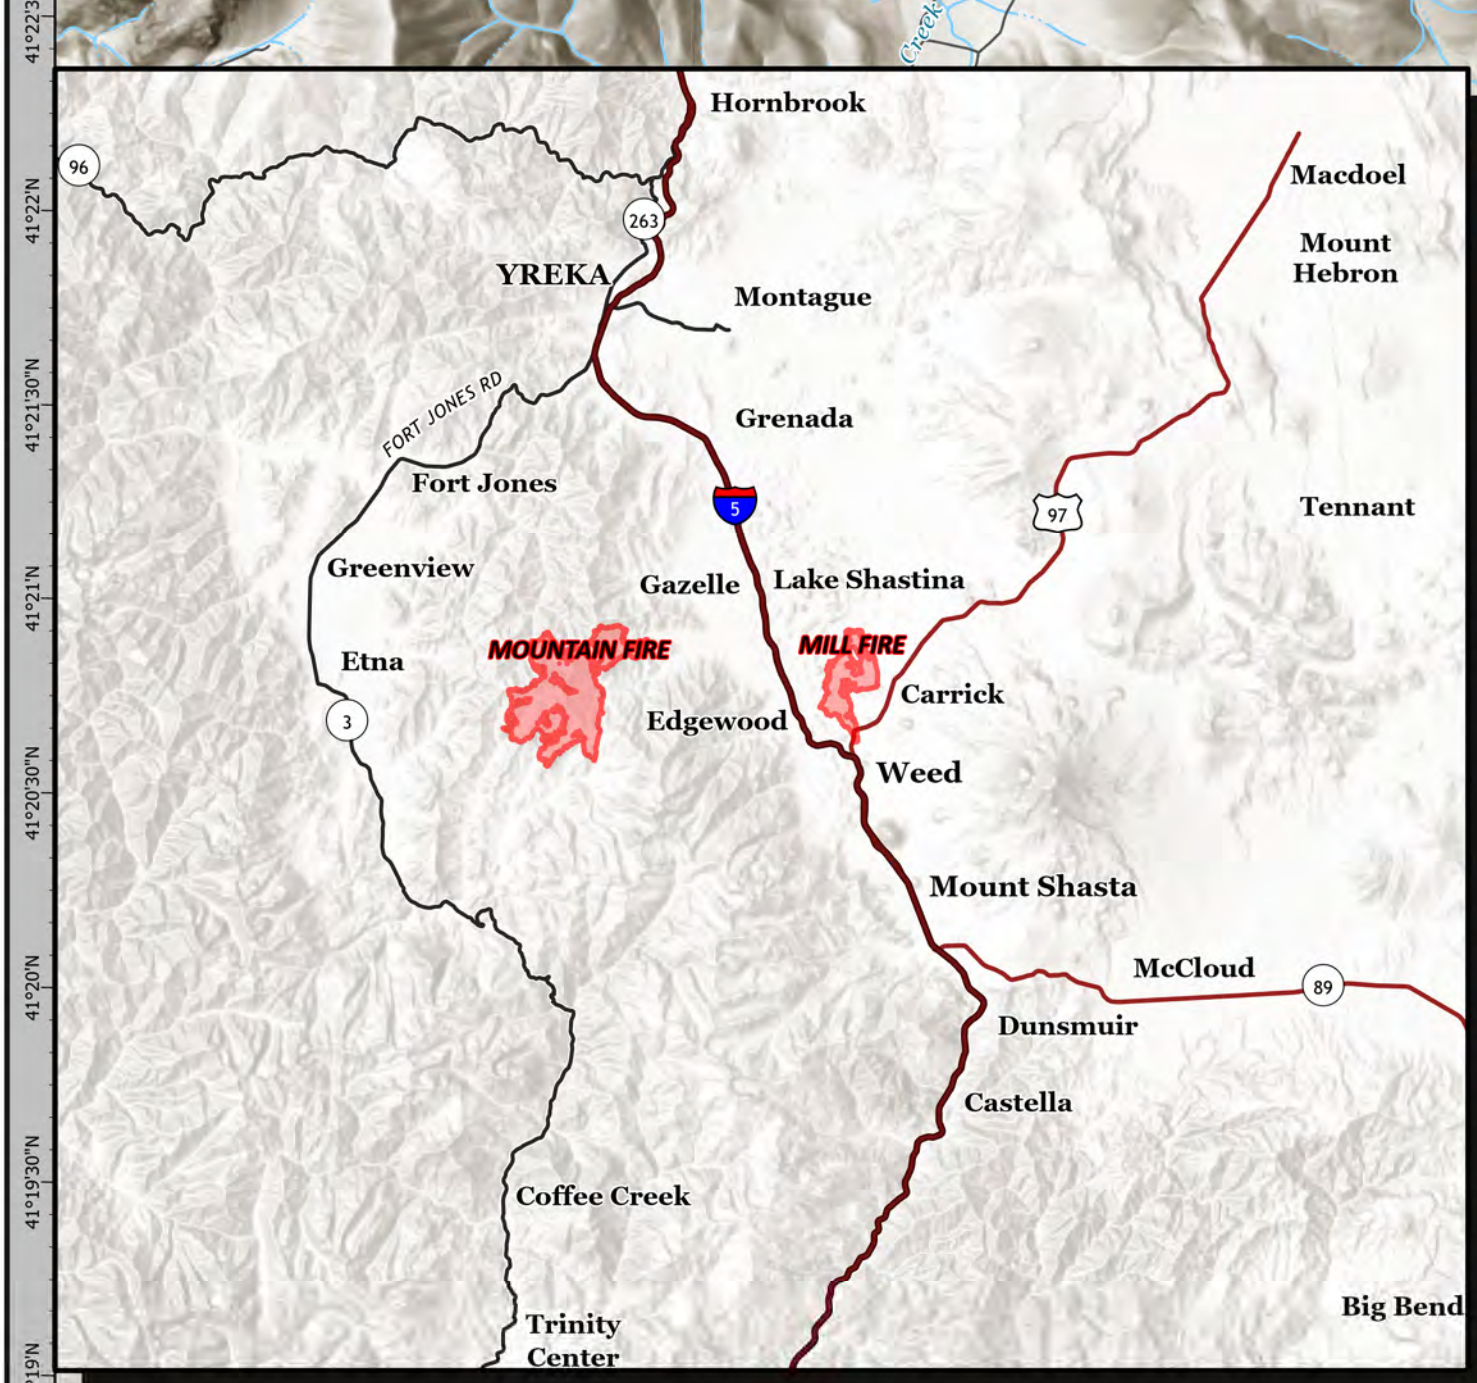 Creek
41°22'3
Hornbrook
96
Macdoel
41°22'N
263
Mount
Hebron
YREKA
Montague
FORT JONES RD
41°21'30"N
Grenada
Fort Jones
5
97
Tennant
Greenview
Gazelle
Lake Shastina
41°21'N
MOUNTAIN FIRE
MILL FIRE
Etna
Carrick
3
Edgewood
Weed
41°20'30"N
Mount Shasta
McCloud
41°20'N
89
Dunsmuir
Castella
41°19'30"N
Coffee Creek
Big Bend
Trinity
Center
°19'N